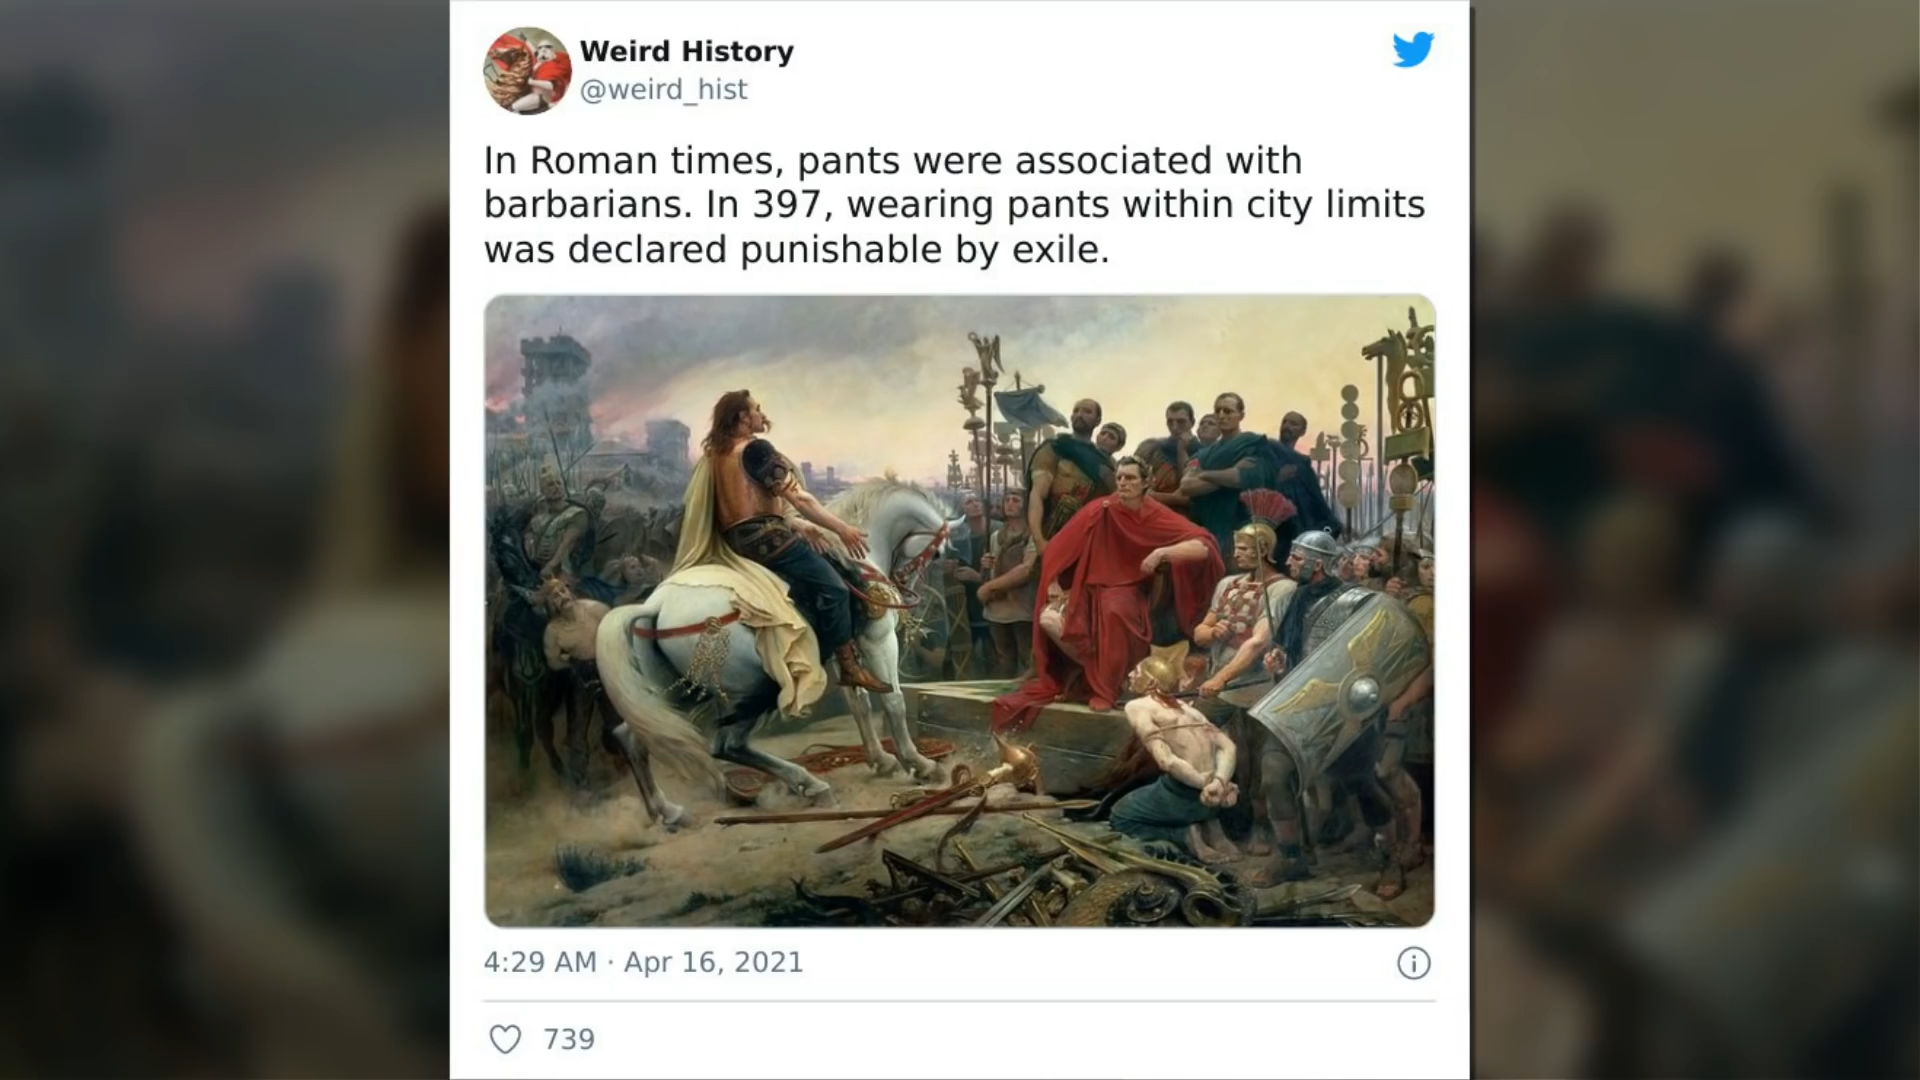 Weird History
@weird_hist
In Roman times, pants were associated with
barbarians. In 397, wearing pants within city limits
was declared punishable by exile.
4:29 AM · Apr 16, 2021
739